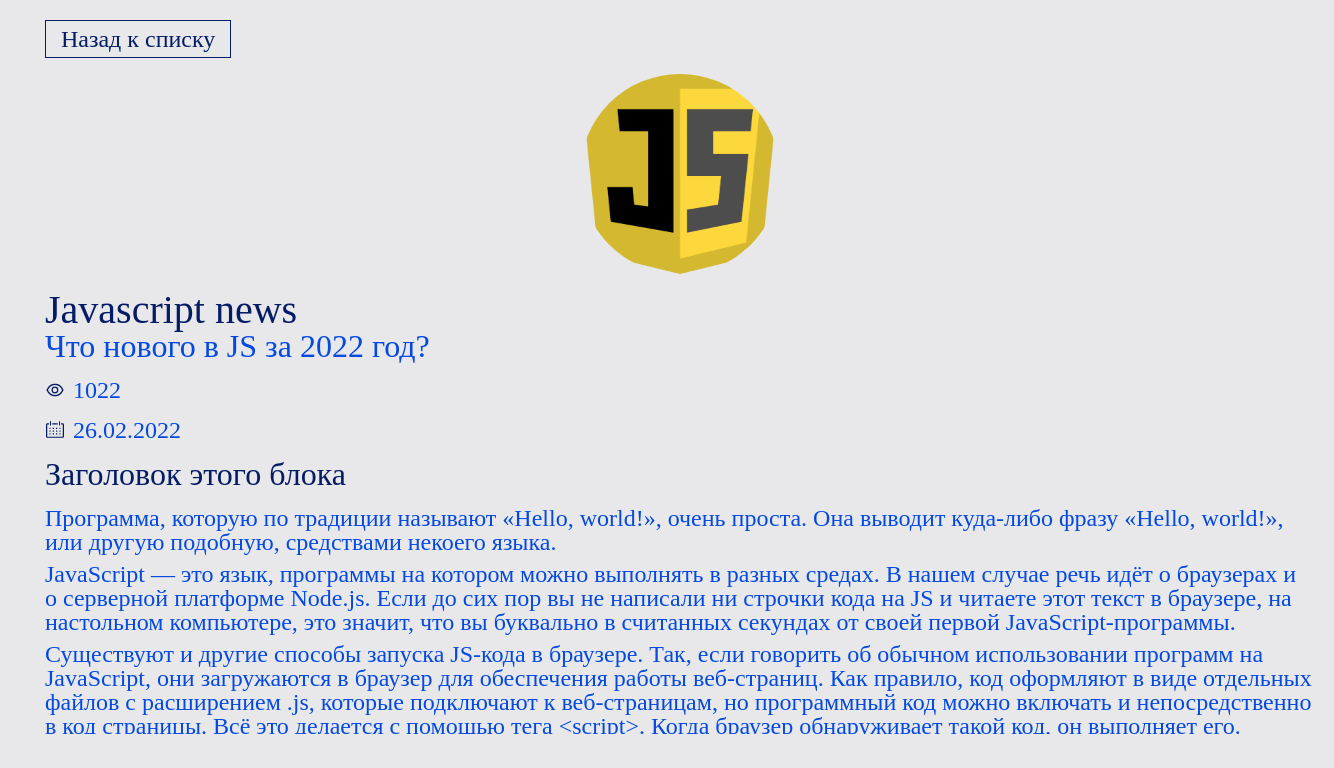 Назад к списку
JS
Javascript news
Что нового в JS за 2022 год?
1022
26.02.2022
Заголовок этого блока
Программа, которую по традиции называют «Hello, world!», очень проста. Она выводит куда-либо фразу «Hello, world!»,
или другую подобную, средствами некоего языка.
JavaScript — это язык, программы на котором можно выполнять в разных средах. В нашем случае речь идёт о браузерах и
о серверной платформе Node.js. Если до сих пор вы не написали ни строчки кода на JS и читаете этот текст в браузере, на
настольном компьютере, это значит, что вы буквально в считанных секундах от своей первой JavaScript-программы.
Существуют и другие способы запуска JS-кода в браузере. Так, если говорить об обычном использовании программ на
JavaScript, они загружаются в браузер для обеспечения работы веб-страниц. Как правило, код оформляют в виде отдельных
файлов с расширением .js, которые подключают к веб-страницам, но программный код можно включать и непосредственно
в код страницы. Всё это делается с помощью тега <script>. Когда браузер обнаруживает такой код, он выполняет его.